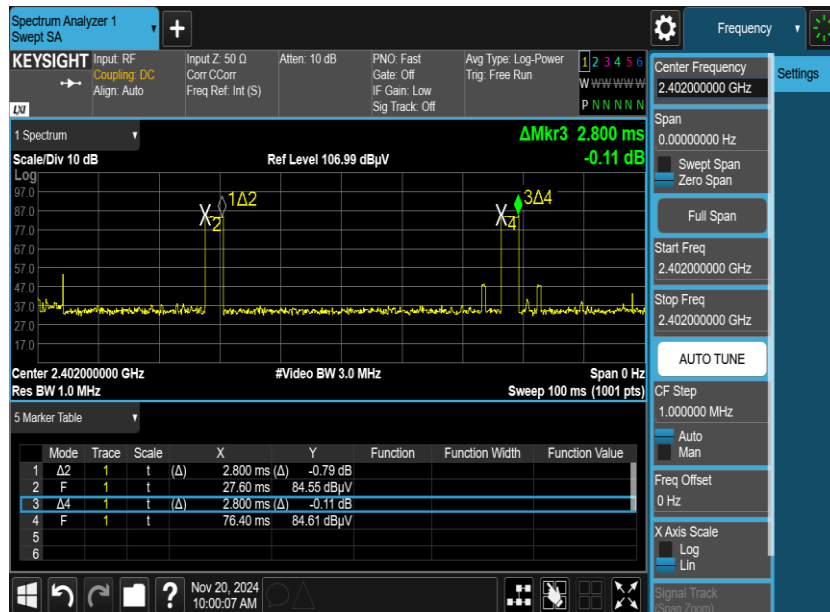 Spectrum Analyzer 1
Swept SA
+
Frequency
KEYSIGHT
LXI
Input: RF
Coupling: DC
Align: Auto
Input Z: 50 Ω
Corr CCorr
Freq Ref: Int (S)
Atten: 10 dB
PNO: Fast
Gate: Off
IF Gain: Low
Sig Track: Off
Avg Type: Log-Power
Trig: Free Run
1 2 3 4 5 6
W W W W W W
P N N N N N
1 Spectrum
Scale/Div 10 dB
Ref Level 106.99 dBµV
ΔMkr3 2.800 ms
-0.11 dB
Log
97.0
87.0
77.0
67.0
57.0
47.0
37.0
27.0
17.0
X2
1Δ2
X4
3Δ4
Center 2.402000000 GHz
#Video BW 3.0 MHz
Span 0 Hz
Res BW 1.0 MHz
Sweep 100 ms (1001 pts)
5 Marker Table
Mode Trace Scale X Y Function Function Width Function Value
1 Δ2 1 t (Δ) 2.800 ms (Δ) -0.79 dB
2 F 1 t 27.60 ms 84.55 dBµV
3 Δ4 1 t (Δ) 2.800 ms (Δ) -0.11 dB
4 F 1 t 76.40 ms 84.61 dBµV
5
6
?
Nov 20, 2024
10:00:07 AM
Center Frequency
2.402000000 GHz
Span
0.00000000 Hz
Swept Span
Zero Span
Full Span
Start Freq
2.402000000 GHz
Stop Freq
2.402000000 GHz
AUTO TUNE
CF Step
1.000000 MHz
Auto
Man
Freq Offset
0 Hz
X Axis Scale
Log
Lin
Signal Track
(Span Zoom)
Settings